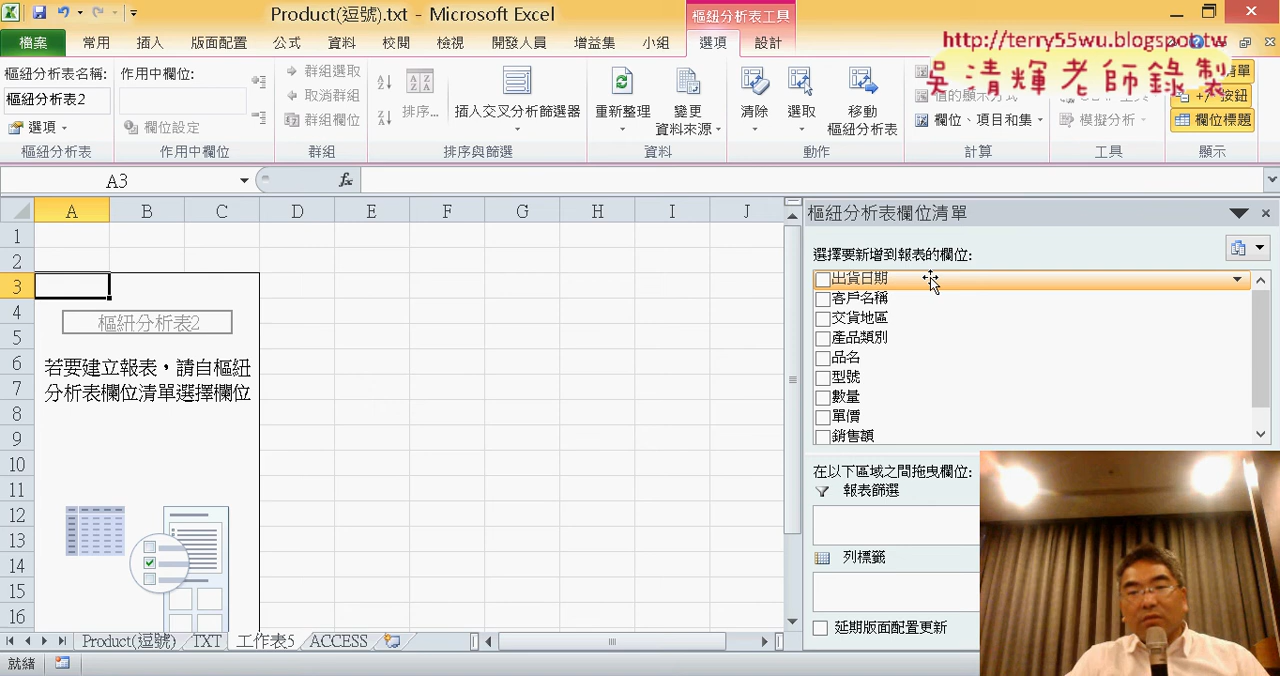 Product(逗號).txt - Microsoft Excel
樞紐分析表工具
檔案 常用 插入 版面配置 公式 資料 校閱 檢視 開發人員 增益集 小組 選項 設計
http://terry55wu.blogspot.tw
吳清輝老師錄製
樞紐分析表名稱:
樞紐分析表2
選項
樞紐分析表
作用中欄位:
欄位設定
作用中欄位
群組選取
取消群組
群組欄位
群組
排序...
插入交叉分析篩選器
排序與篩選
重新整理
變更
資料來源
資料
清除
選取
移動
樞紐分析表
動作
值的顯示方式
欄位、項目和集
計算
模擬分析
工具
清單
+/- 按鈕
欄位標題
顯示
A3
fx
A B C D E F G H I J
1
2
3
4
5
6
7
8
9
10
11
12
13
14
15
16
樞紐分析表2
若要建立報表，請自樞紐
分析表欄位清單選擇欄位
樞紐分析表欄位清單
選擇要新增到報表的欄位:
出貨日期
客戶名稱
交貨地區
產品類別
品名
型號
數量
單價
銷售額
在以下區域之間拖曳欄位:
報表篩選
列標籤
延期版面配置更新
Product(逗號) TXT 工作表5 ACCESS
就緒